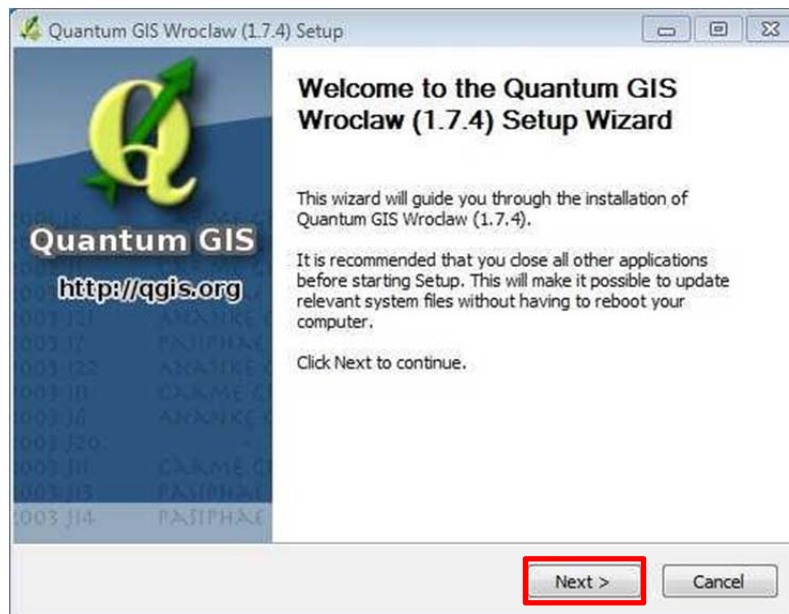 Quantum GIS Wroclaw (1.7.4) Setup
Quantum GIS
http://qgis.org
2003 J14 PASIPHAE
Welcome to the Quantum GIS
Wroclaw (1.7.4) Setup Wizard
This wizard will guide you through the installation of
Quantum GIS Wroclaw (1.7.4).
It is recommended that you close all other applications
before starting Setup. This will make it possible to update
relevant system files without having to reboot your
computer.
Click Next to continue.
Next >
Cancel